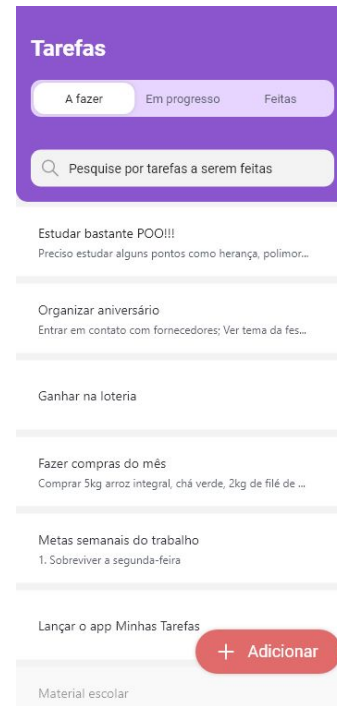 Tarefas
A fazer Em progresso Feitas
Pesquise por tarefas a serem feitas
Estudar bastante POO!!!
Preciso estudar alguns pontos como herança, polimor...
Organizar aniversário
Entrar em contato com fornecedores; Ver tema da fes...
Ganhar na loteria
Fazer compras do mês
Comprar 5kg arroz integral, chá verde, 2kg de filé de ...
Metas semanais do trabalho
1. Sobreviver a segunda-feira
Lançar o app Minhas Tarefas
+ Adicionar
Material escolar